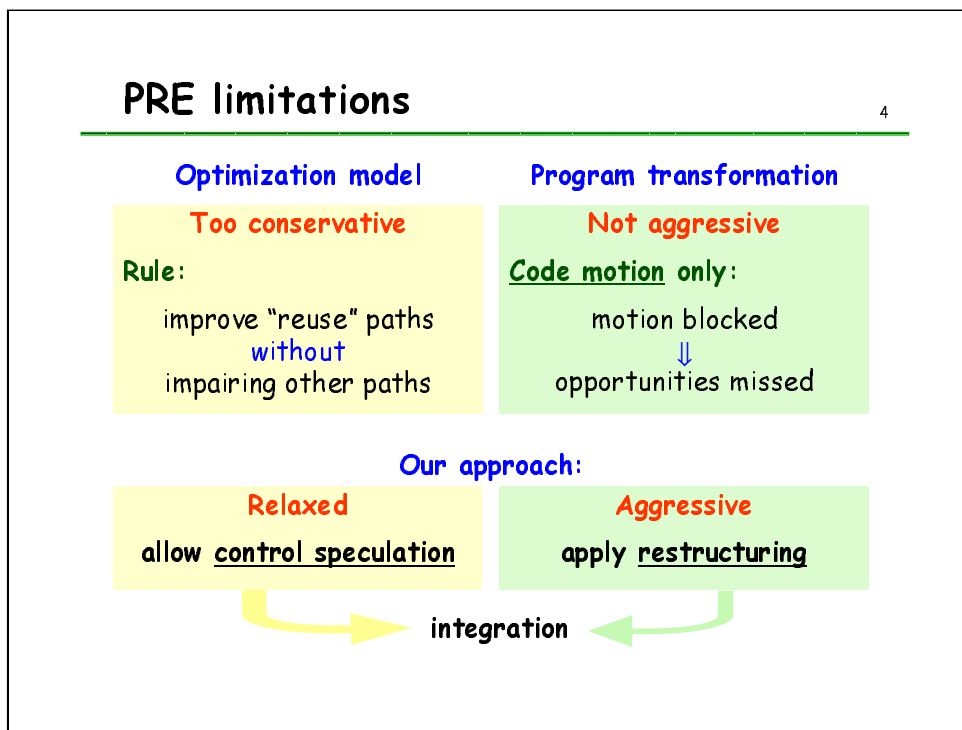 PRE limitations
4
Optimization model
Too conservative
Rule:
improve “reuse” paths
without
impairing other paths
Program transformation
Not aggressive
Code motion only:
motion blocked
⇓
opportunities missed
Our approach:
Relaxed
allow control speculation
Aggressive
apply restructuring
integration